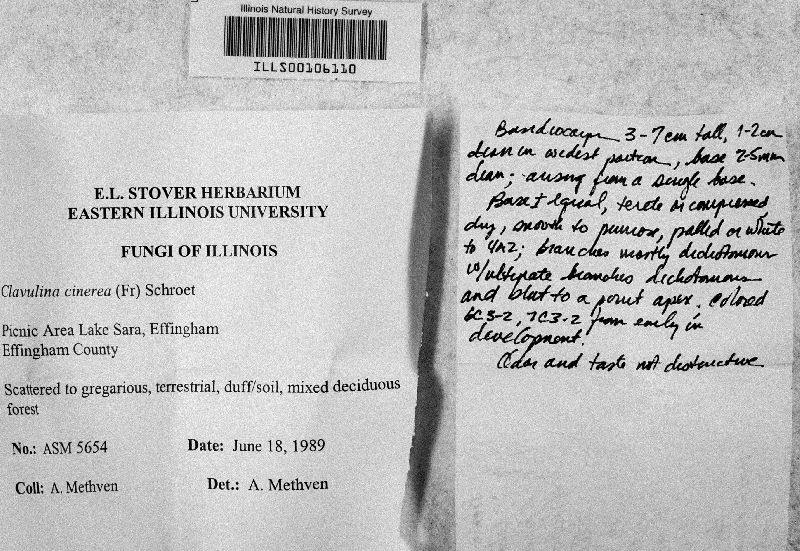 Illinois Natural History Survey
ILLS00106110
E.L. STOVER HERBARIUM
EASTERN ILLINOIS UNIVERSITY
FUNGI OF ILLINOIS
Clavulina cinerea (Fr) Schroet
Picnic Area Lake Sara, Effingham
Effingham County
Scattered to gregarious, terrestrial, duff/soil, mixed deciduous
forest
No.: ASM 5654 Date: June 18, 1989
Coll: A. Methven Det.: A. Methven
3-7cm tall, 1-2cm
diam in widest portion, base 2-5mm
diam; arising from a single base.
Base ± equal, terete or compressed
dry, smooth to pruinose, pallid or white
to 4A2; branches mostly dichotomous
w/ultimate branches dichotomous
and blunt to a point apex. Colored
6C3-2, 7C3-2 from early in
development.
Odor and taste not distinctive